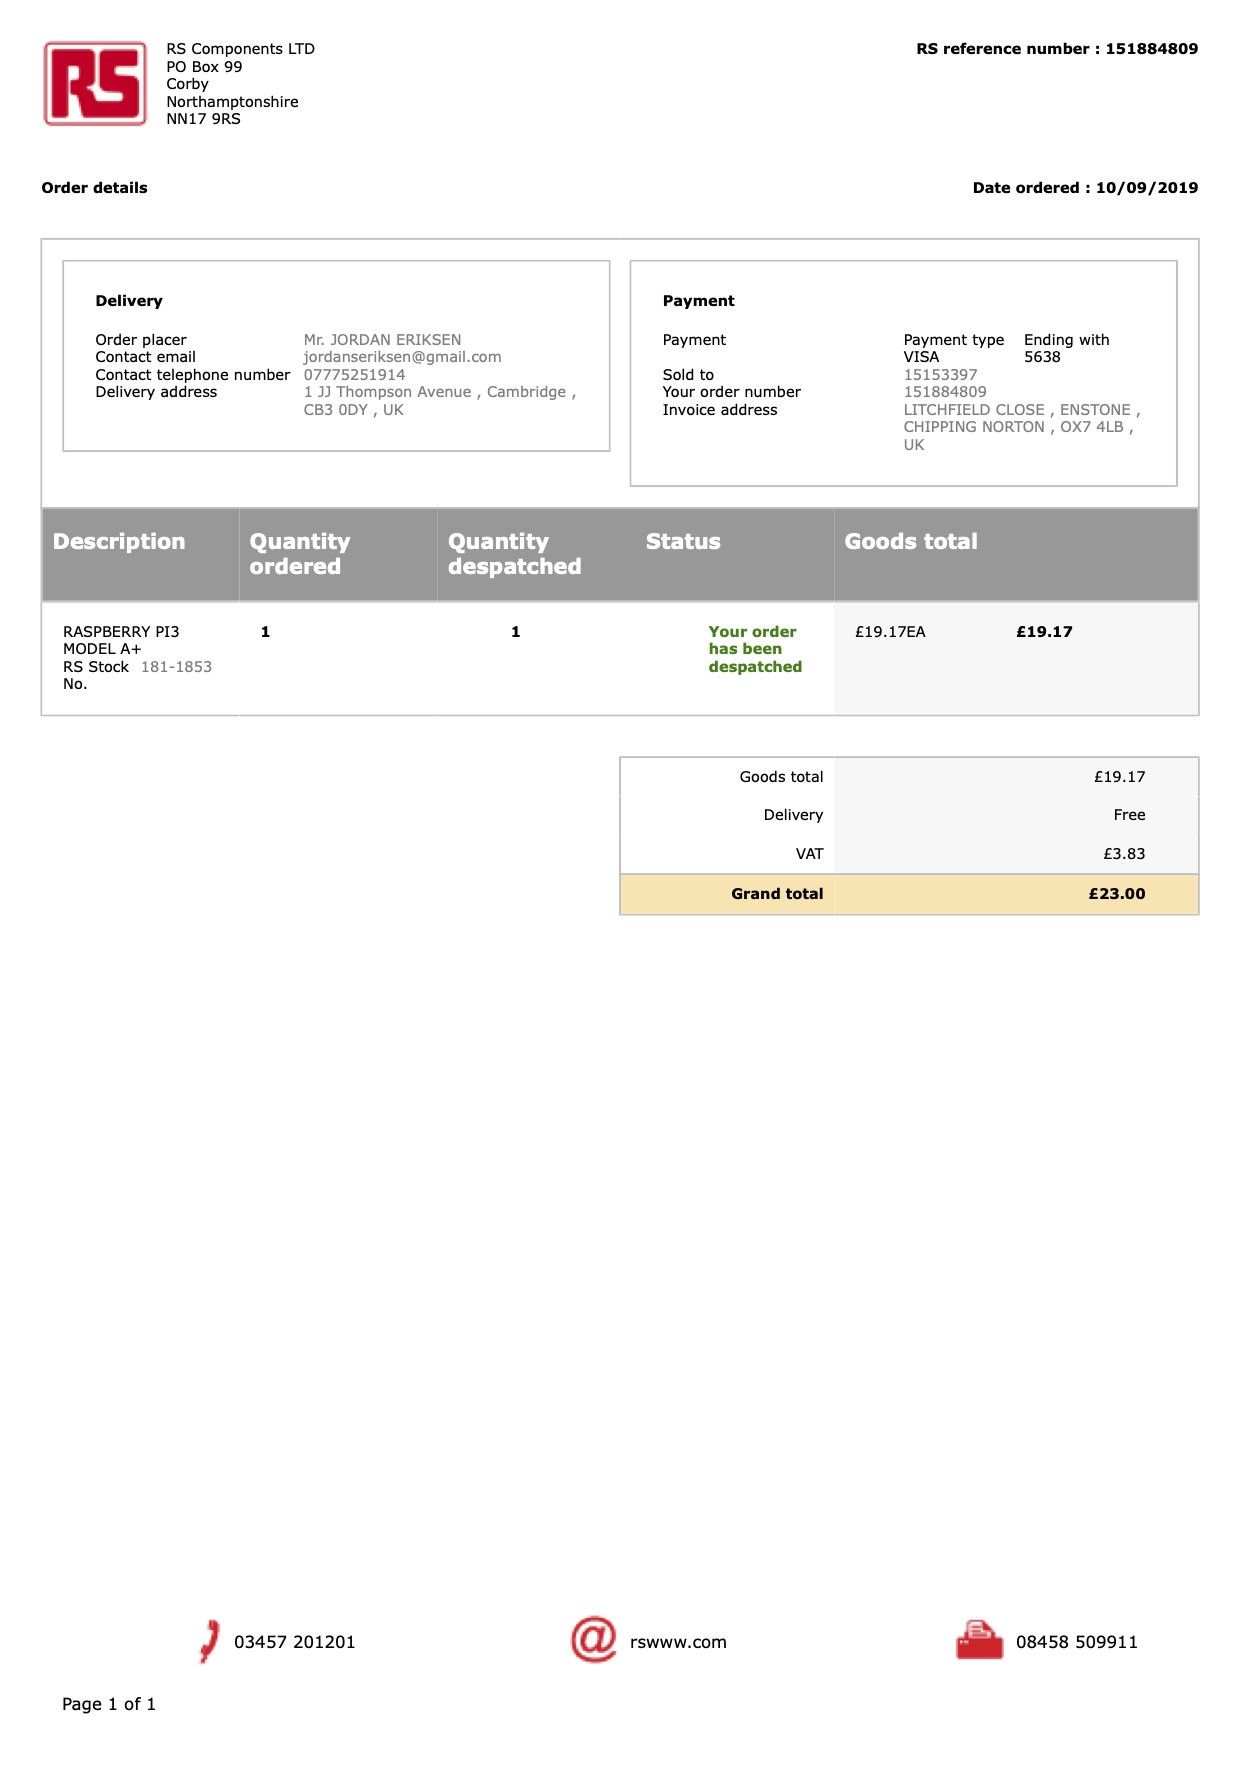 RS
RS Components LTD
PO Box 99
Corby
Northamptonshire
NN17 9RS
RS reference number : 151884809
Order details
Date ordered : 10/09/2019
Delivery
Order placer Mr. JORDAN ERIKSEN
Contact email jordanseriksen@gmail.com
Contact telephone number 07775251914
Delivery address 1 JJ Thompson Avenue , Cambridge ,
CB3 0DY , UK
Payment
Payment Payment type Ending with
VISA 5638
Sold to 15153397
Your order number 151884809
Invoice address LITCHFIELD CLOSE , ENSTONE ,
CHIPPING NORTON , OX7 4LB ,
UK
Description Quantity Quantity Status Goods total
ordered despatched
RASPBERRY PI3 1 1 Your order £19.17EA £19.17
MODEL A+ has been
RS Stock 181-1853 despatched
No.
Goods total £19.17
Delivery Free
VAT £3.83
Grand total £23.00
03457 201201 rswww.com 08458 509911
Page 1 of 1